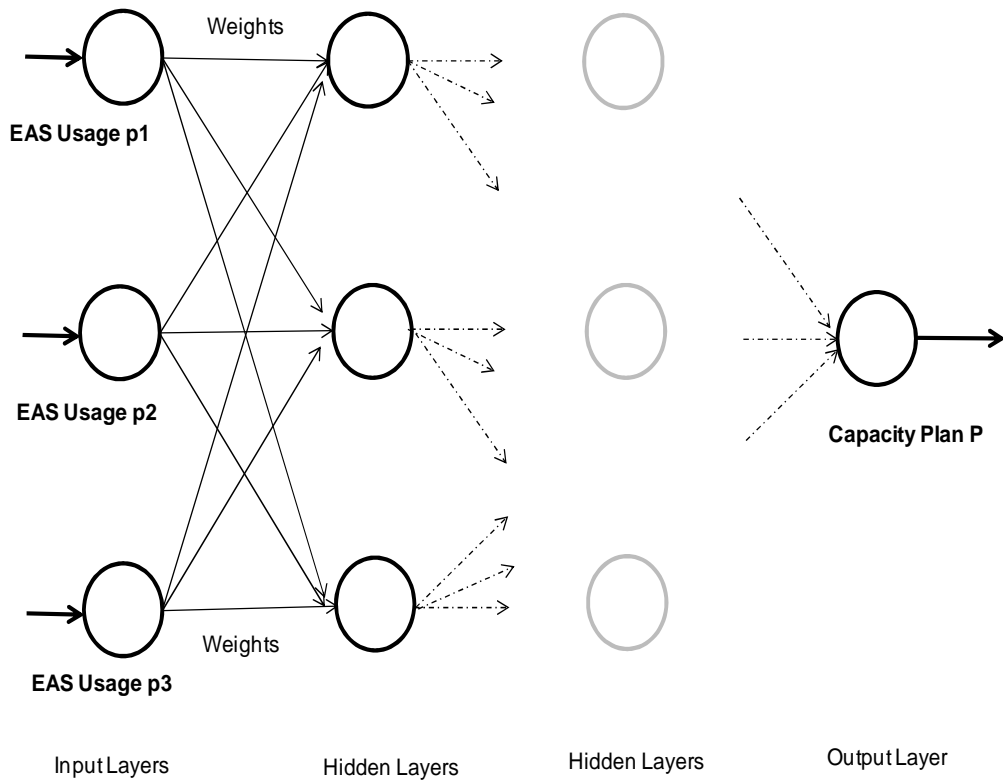 Weights
EAS Usage p1
EAS Usage p2
Capacity Plan P
Weights
EAS Usage p3
Input Layers
Hidden Layers
Hidden Layers
Output Layer